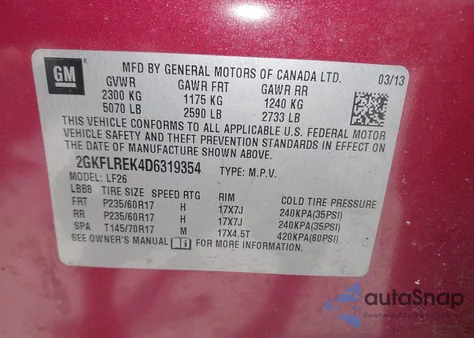 GM
MFD BY GENERAL MOTORS OF CANADA LTD. 03/13
GVWR GAWR FRT GAWR RR
2300 KG 1175 KG 1240 KG
5070 LB 2590 LB 2733 LB
THIS VEHICLE CONFORMS TO ALL APPLICABLE U.S. FEDERAL MOTOR
VEHICLE SAFETY AND THEFT PREVENTION STANDARDS IN EFFECT ON
THE DATE OF MANUFACTURE SHOWN ABOVE.
2GKFLREK4D6319354 TYPE: M.P.V.
MODEL: LF26
LBB8 TIRE SIZE SPEED RTG RIM COLD TIRE PRESSURE
FRT P235/60R17 H 17X7J 240KPA(35PSI)
RR P235/60R17 H 17X7J 240KPA(35PSI)
SPA T145/70R17 M 17X4.5T 420KPA(60PSI)
SEE OWNER'S MANUAL i FOR MORE INFORMATION.
autoSnap